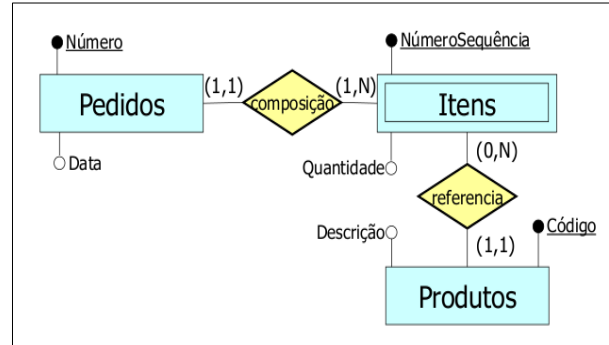 Número
NúmeroSequência
(1,1)
(1,N)
Pedidos
composição
Itens
Data
Quantidade
(0,N)
referencia
Descrição
Código
(1,1)
Produtos